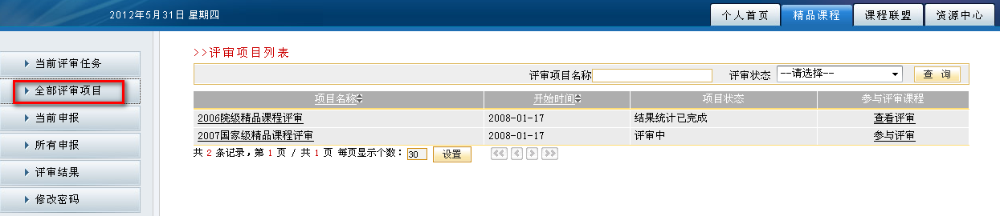 2012年5月31日 星期四
个人首页 精品课程 课程联盟 资源中心
当前评审任务
全部评审项目
当前申报
所有申报
评审结果
修改密码
>>评审项目列表
评审项目名称 评审状态 --请选择-- 查 询
项目名称 开始时间 项目状态 参与评审课程
2006院级精品课程评审 2008-01-17 结果统计已完成 查看评审
2007国家级精品课程评审 2008-01-17 评审中 参与评审
共 2 条记录，第 1 页 / 共 1 页 每页显示个数： 30 设置